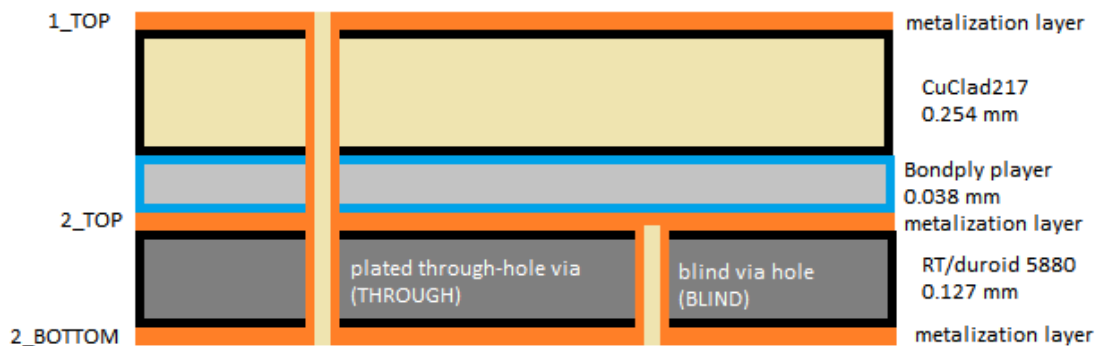 1_TOP
metalization layer
CuClad217
0.254 mm
Bondply player
0.038 mm
2_TOP
metalization layer
plated through-hole via
(THROUGH)
blind via hole
(BLIND)
RT/duroid 5880
0.127 mm
2_BOTTOM
metalization layer